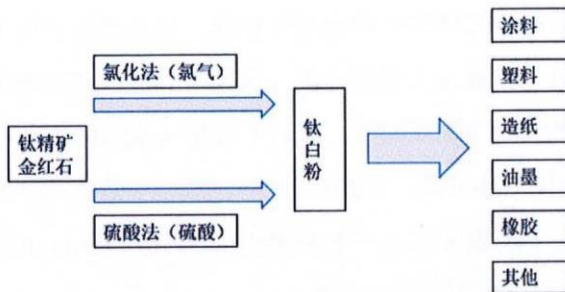 涂料
氯化法（氯气）
塑料
钛精矿
金红石
钛
白
粉
造纸
油墨
硫酸法（硫酸）
橡胶
其他